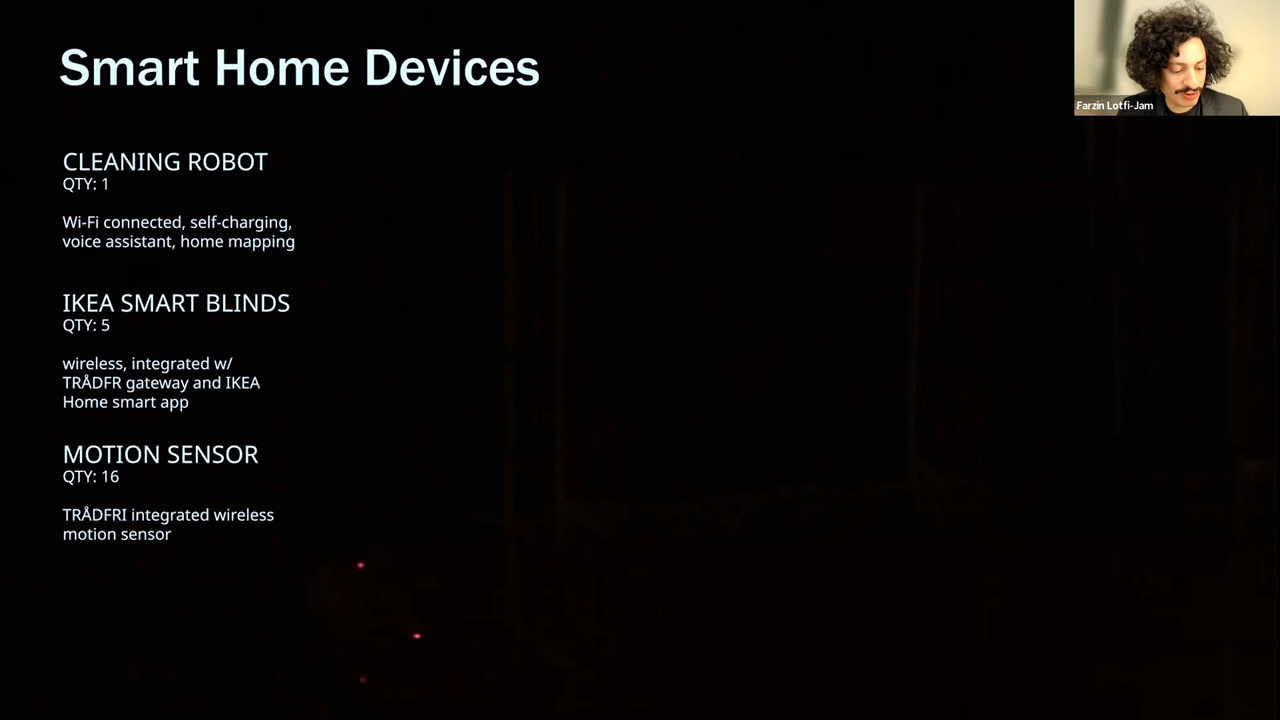 Smart Home Devices
Farzin Lotfi-Jam
CLEANING ROBOT
QTY: 1
Wi-Fi connected, self-charging,
voice assistant, home mapping
IKEA SMART BLINDS
QTY: 5
wireless, integrated w/
TRÅDFR gateway and IKEA
Home smart app
MOTION SENSOR
QTY: 16
TRÅDFRI integrated wireless
motion sensor